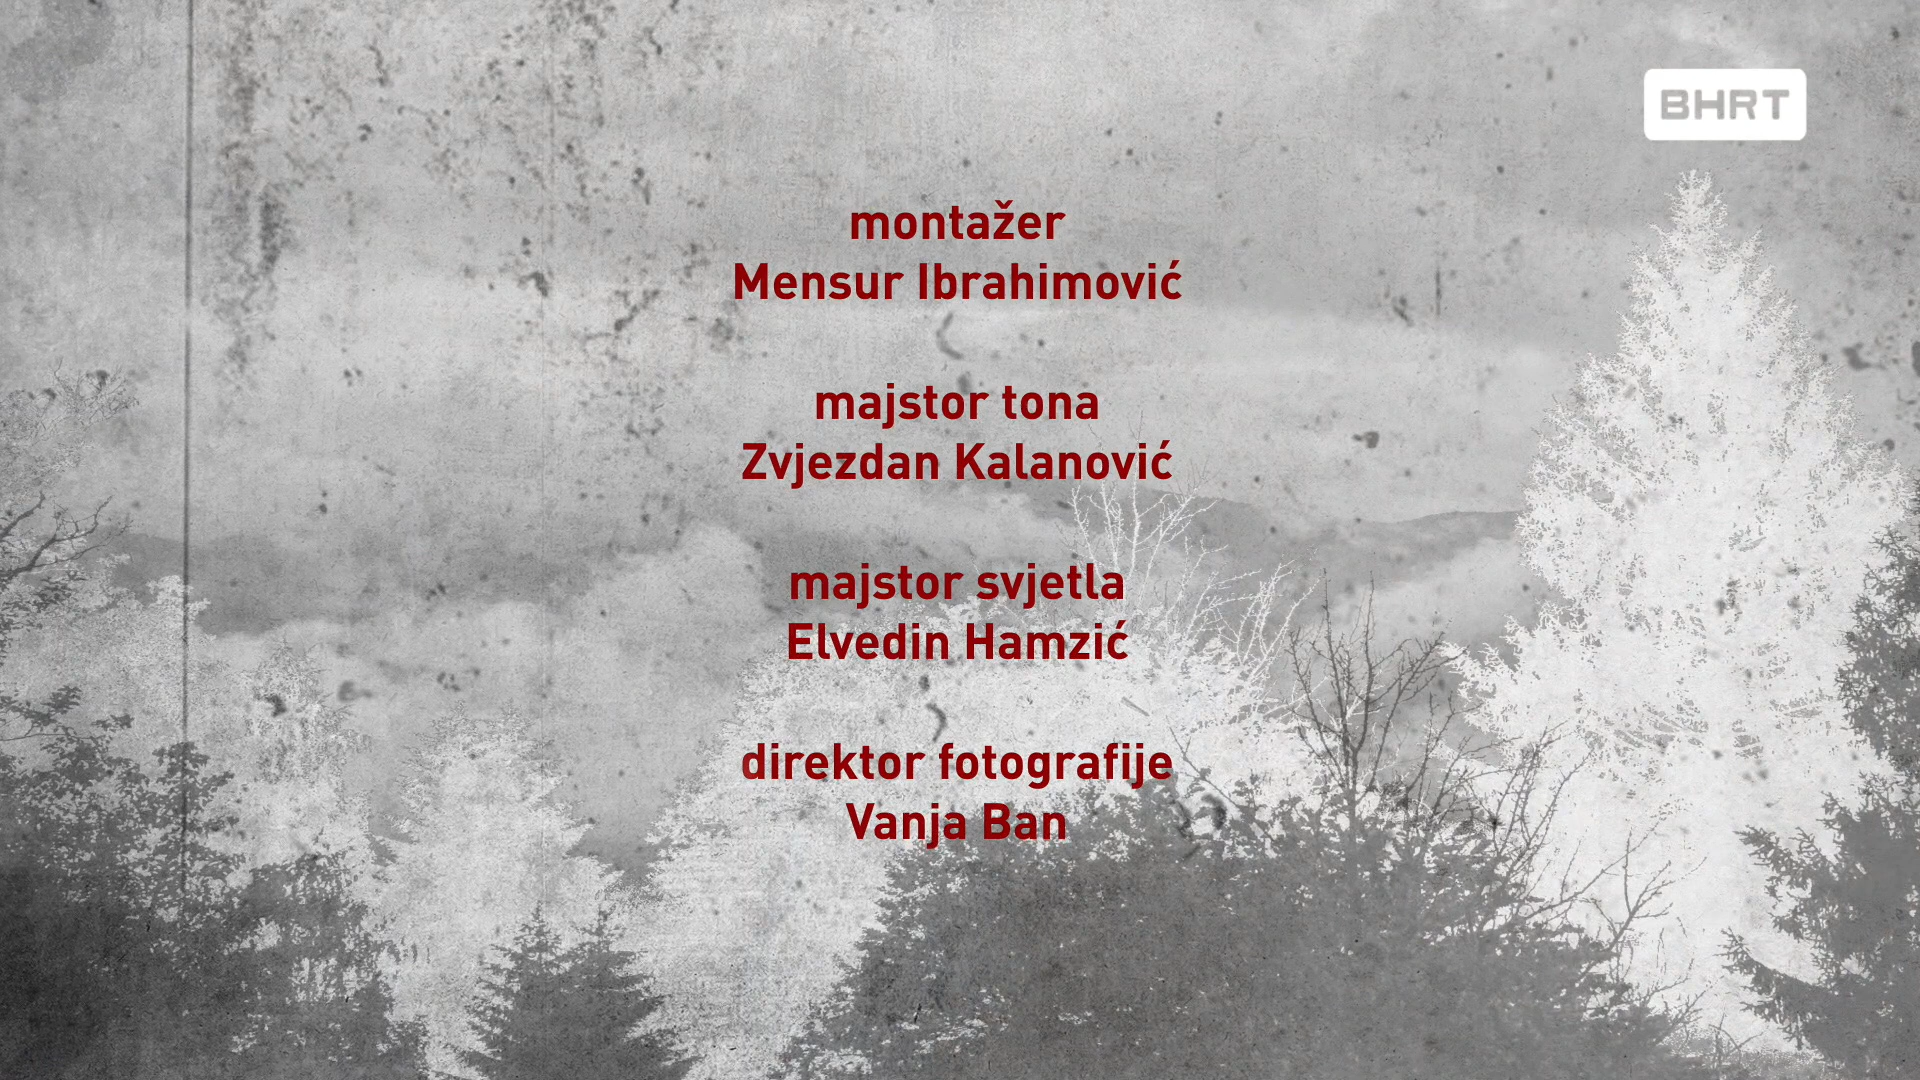 BHRT
montažer
Mensur Ibrahimović
majstor tona
Zvjezdan Kalanović
majstor svjetla
Elvedin Hamzić
direktor fotografije
Vanja Ban